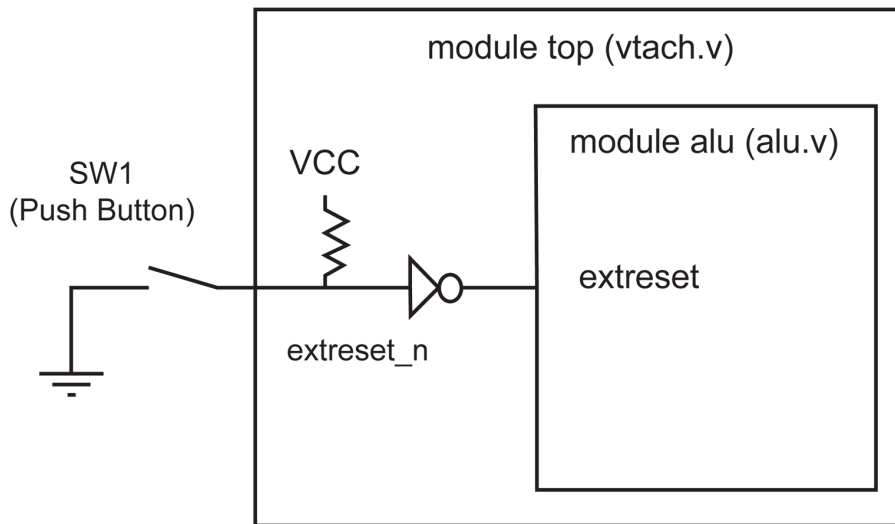 module top (vtach.v)
module alu (alu.v)
VCC
SW1
(Push Button)
extreset
extreset_n